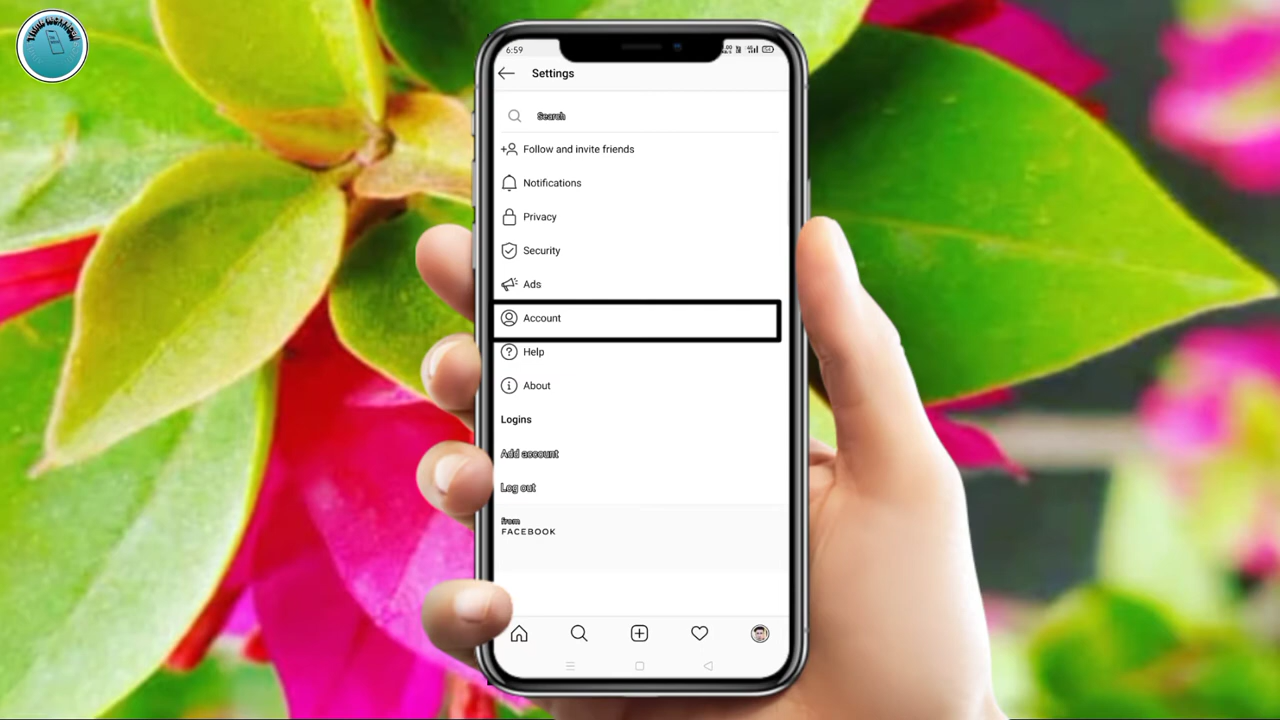 6:59
Settings
Search
Follow and invite friends
Notifications
Privacy
Security
Ads
Account
Help
About
Logins
Add account
Log out
from
FACEBOOK